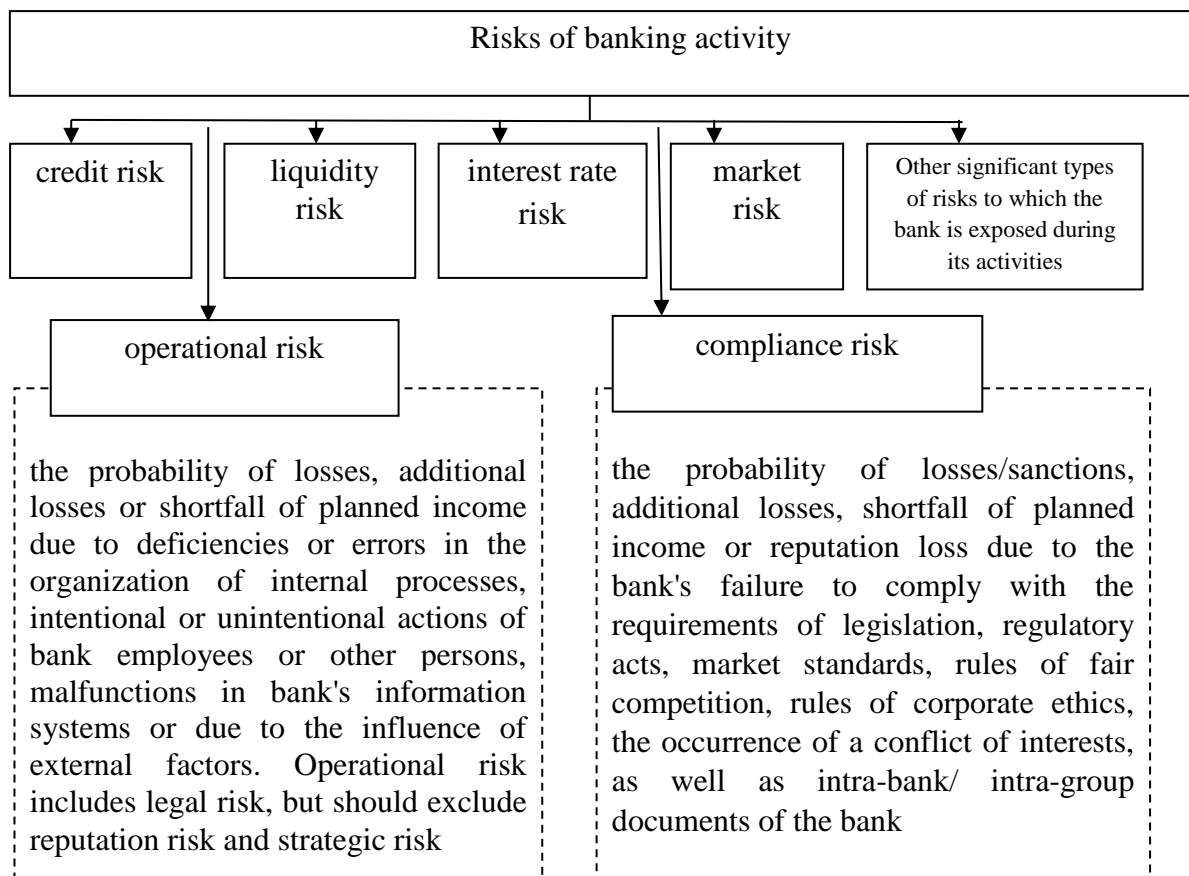 Risks of banking activity
credit risk
liquidity
risk
interest rate
risk
market
risk
Other significant types
of risks to which the
bank is exposed during
its activities
operational risk
compliance risk
the probability of losses, additional
losses or shortfall of planned income
due to deficiencies or errors in the
organization of internal processes,
intentional or unintentional actions of
bank employees or other persons,
malfunctions in bank's information
systems or due to the influence of
external factors. Operational risk
includes legal risk, but should exclude
reputation risk and strategic risk
the probability of losses/sanctions,
additional losses, shortfall of planned
income or reputation loss due to the
bank's failure to comply with the
requirements of legislation, regulatory
acts, market standards, rules of fair
competition, rules of corporate ethics,
the occurrence of a conflict of interests,
as well as intra-bank/ intra-group
documents of the bank